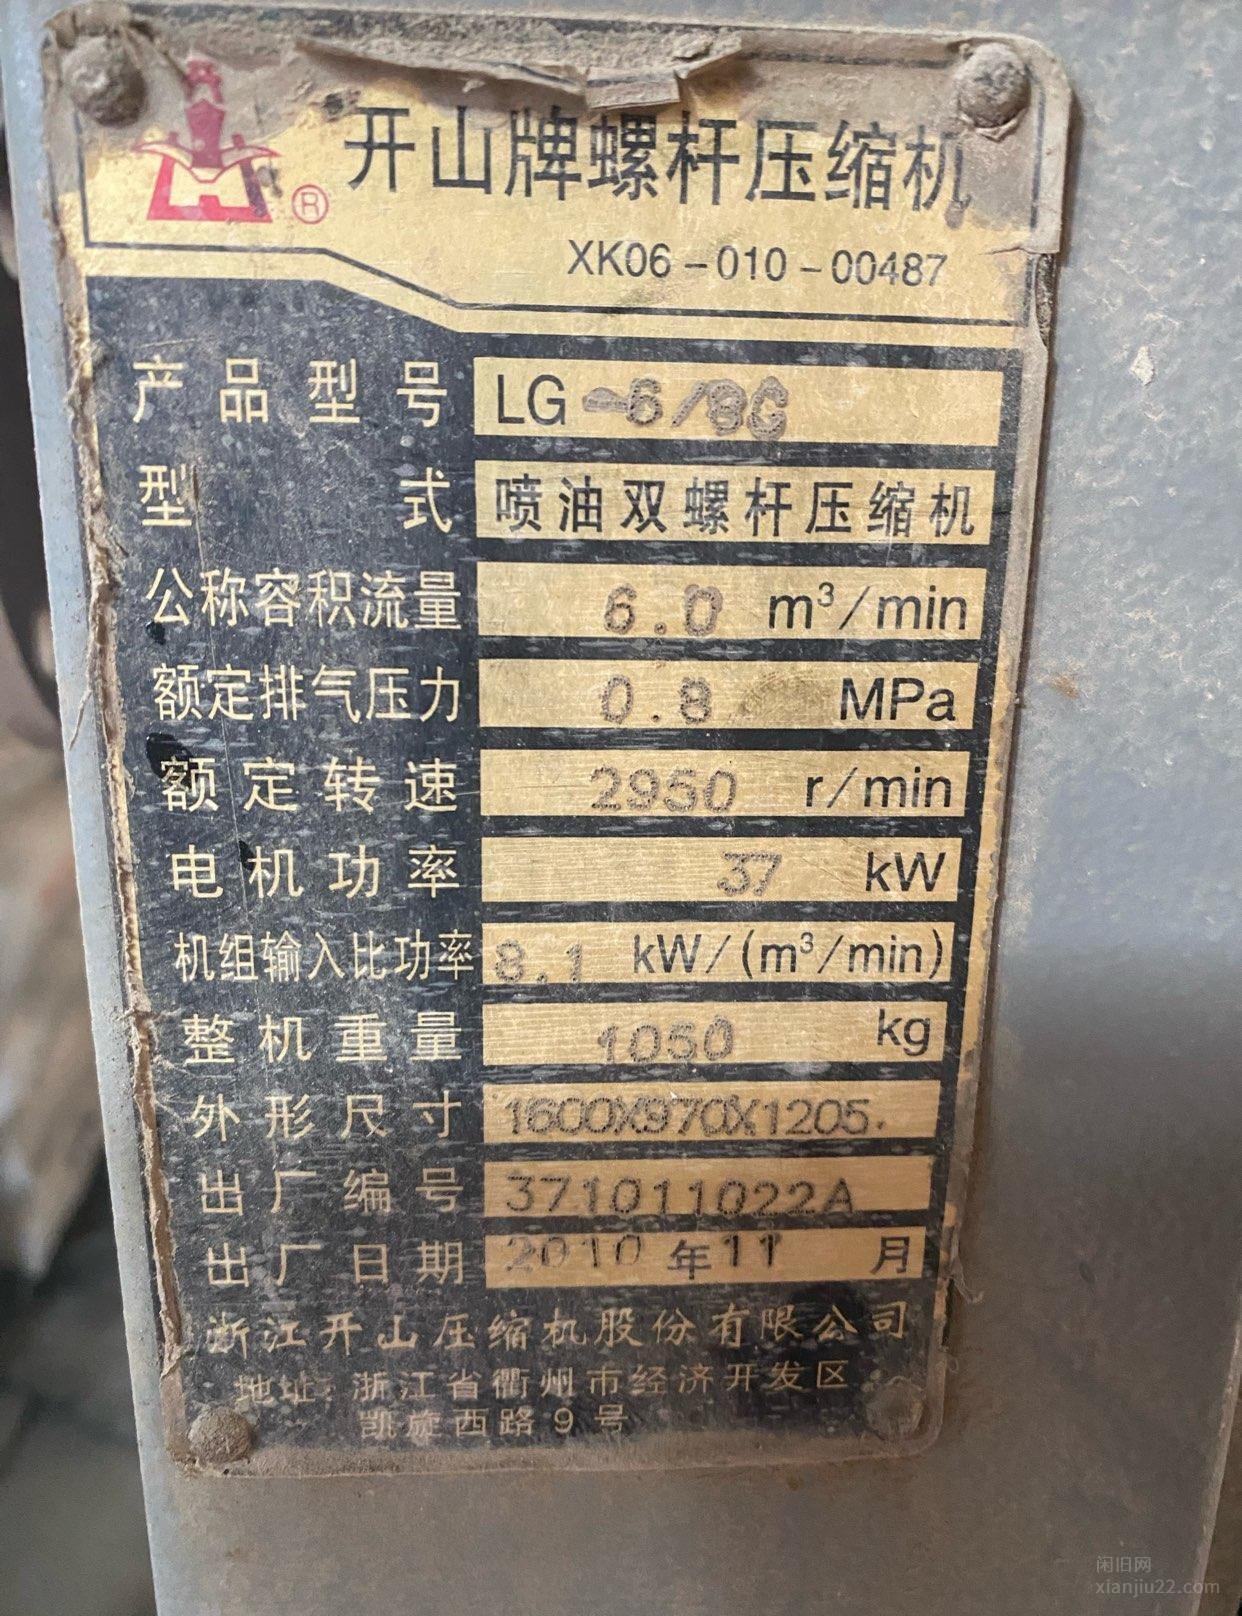 ®
开山牌螺杆压缩机
XK06-010-00487
产品型号 LG-6/8G
型式 喷油双螺杆压缩机
公称容积流量 6.0 m³/min
额定排气压力 0.8 MPa
额定转速 2950 r/min
电机功率 37 kW
机组输入比功率 8.1 kW/(m³/min)
整机重量 1050 kg
外形尺寸 1600X970X1205.
出厂编号 371011022A
出厂日期 2010年11月
浙江开山压缩机股份有限公司
地址: 浙江省衢州市经济开发区
凯旋西路9号
闲旧网
xianjiu22.com